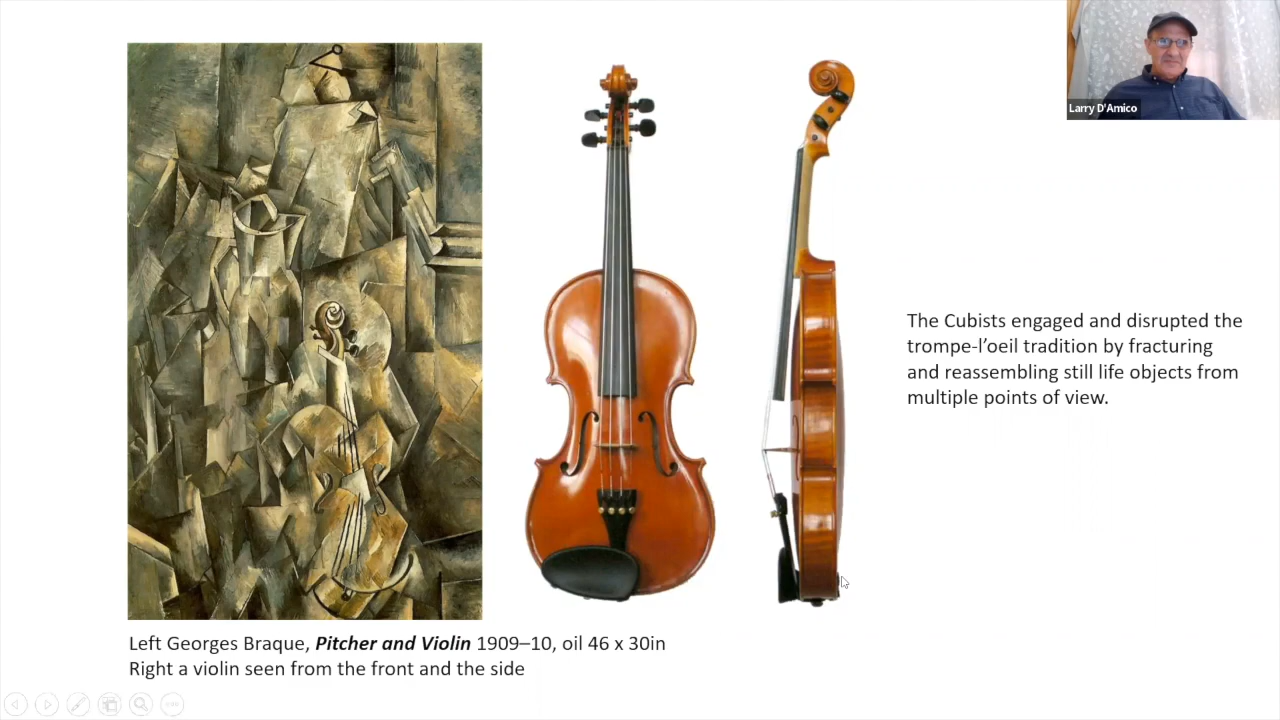 Larry D'Amico
The Cubists engaged and disrupted the
trompe-l’oeil tradition by fracturing
and reassembling still life objects from
multiple points of view.
Left Georges Braque, Pitcher and Violin 1909–10, oil 46 x 30in
Right a violin seen from the front and the side